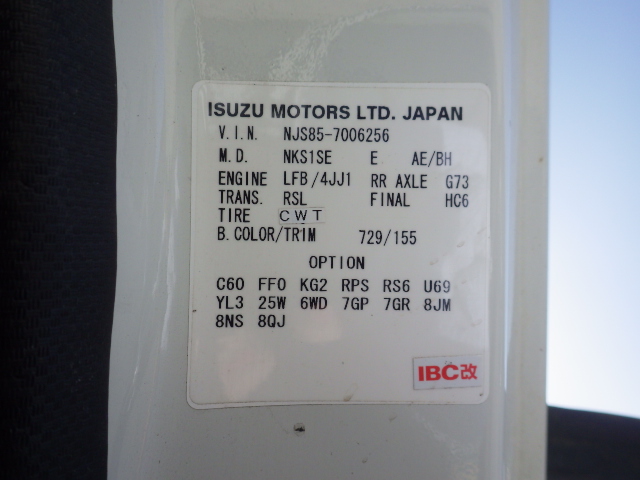 ISUZU MOTORS LTD. JAPAN
V.I.N. NJS85-7006256
M.D. NKS1SE E AE/BH
ENGINE LFB/4JJ1 RR AXLE G73
TRANS. RSL FINAL HC6
TIRE CWT
B.COLOR/TRIM 729/155
OPTION
C60 FF0 KG2 RPS RS6 U69
YL3 25W 6WD 7GP 7GR 8JM
8NS 8QJ
IBC改